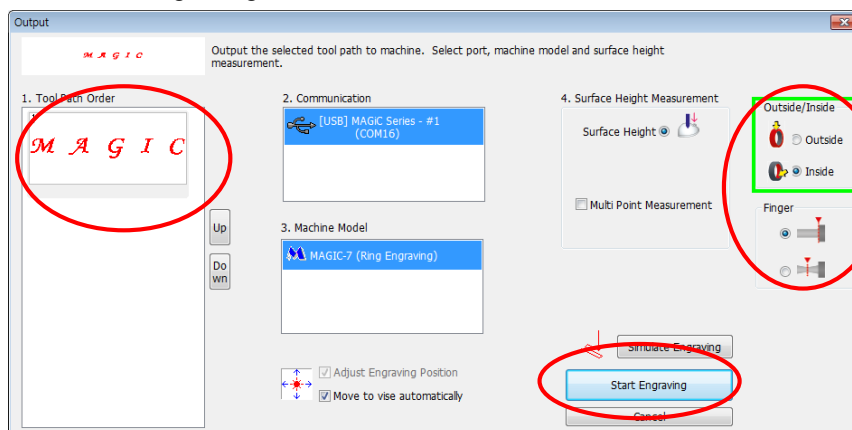 Output
M A G I C
Output the selected tool path to machine. Select port, machine model and surface height
measurement.
1. Tool Path Order
M A G I C
Up
Do
wn
2. Communication
[USB] MAGIC Series - #1
(COM16)
3. Machine Model
MAGIC-7 (Ring Engraving)
Adjust Engraving Position
Move to vise automatically
4. Surface Height Measurement
Surface Height
Multi Point Measurement
Outside/Inside
Outside
Inside
Finger
Simulate Engraving
Start Engraving
Cancel